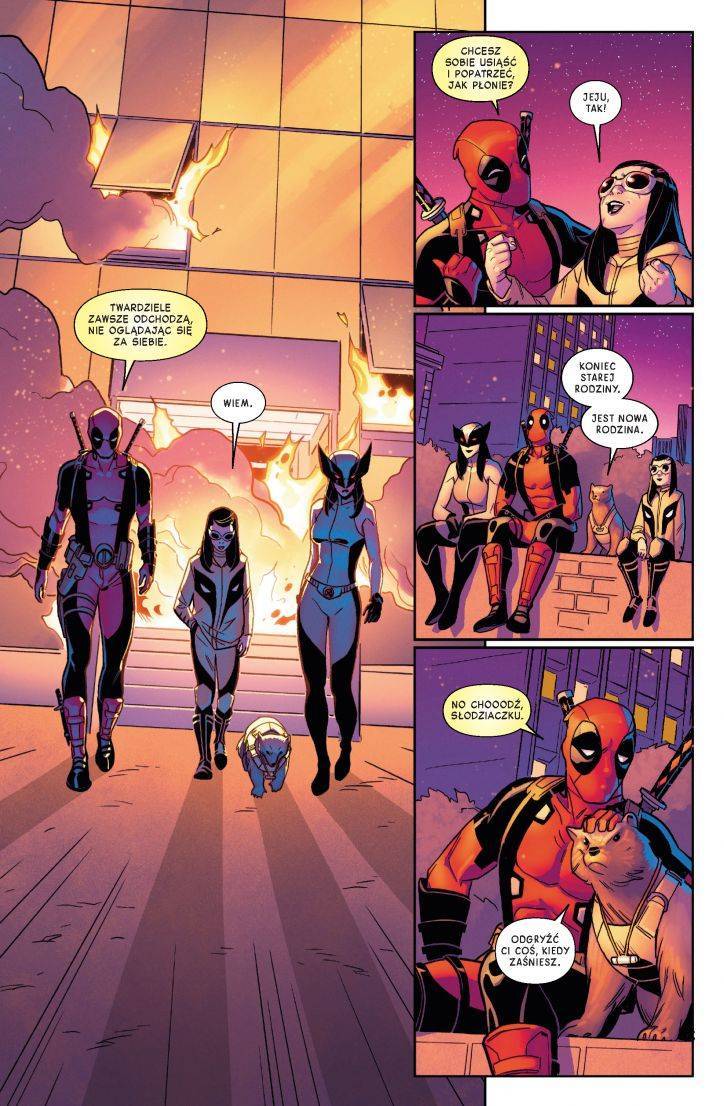 TWARDZIELE
ZAWSZE ODCHODZĄ,
NIE OGLĄDAJĄC SIĘ
ZA SIEBIE.
WIEM.
CHCESZ
SOBIE USIĄŚĆ
I POPATRZEĆ,
JAK PŁONIE?
JEJU,
TAK!
KONIEC
STAREJ
RODZINY.
JEST NOWA
RODZINA.
NO CHOOODŹ,
SŁODZIACZKU.
ODGRYŹĆ
CI COŚ, KIEDY
ZAŚNIESZ.